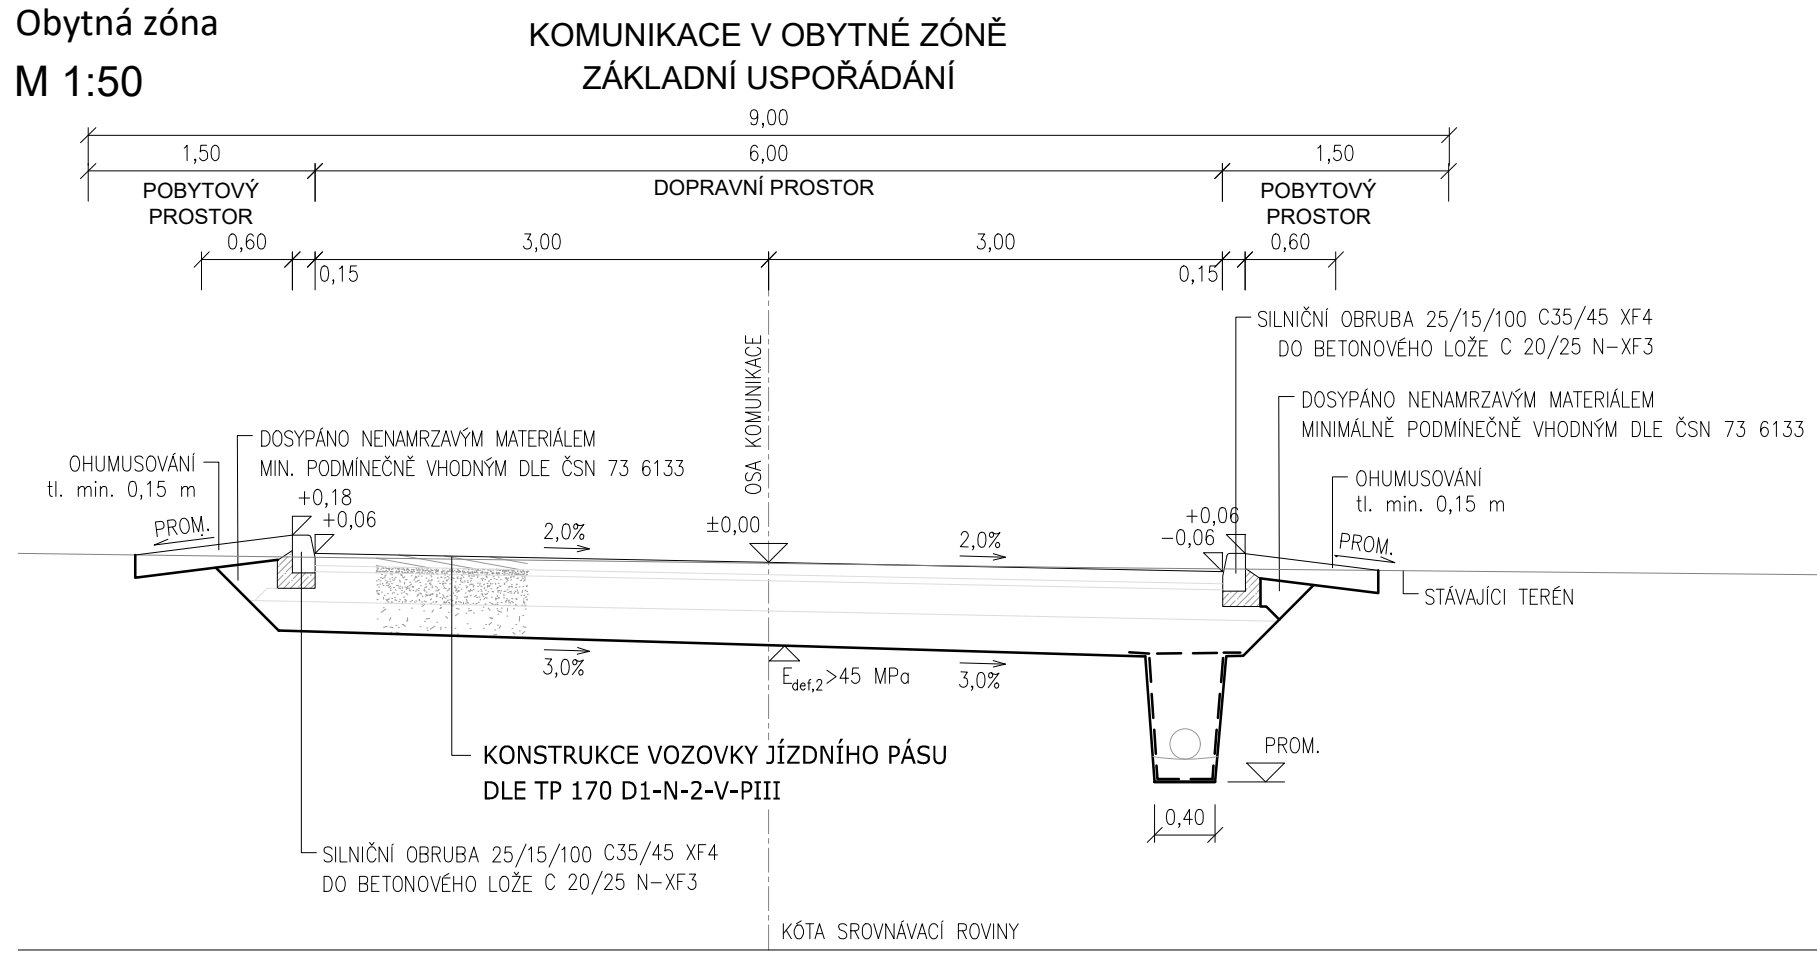 Obytná zóna
M 1:50
KOMUNIKACE V OBYTNÉ ZÓNĚ
ZÁKLADNÍ USPOŘÁDÁNÍ
9,00
1,50
6,00
1,50
POBYTOVÝ
PROSTOR
DOPRAVNÍ PROSTOR
POBYTOVÝ
PROSTOR
0,60
3,00
3,00
0,60
0,15
0,15
SILNIČNÍ OBRUBA 25/15/100 C35/45 XF4
DO BETONOVÉHO LOŽE C 20/25 N-XF3
OSA KOMUNIKACE
DOSYPÁNO NENAMRZAVÝM MATERIÁLEM
MINIMÁLNĚ PODMÍNEČNĚ VHODNÝM DLE ČSN 73 6133
DOSYPÁNO NENAMRZAVÝM MATERIÁLEM
MIN. PODMÍNEČNĚ VHODNÝM DLE ČSN 73 6133
OHUMUSOVÁNÍ
tl. min. 0,15 m
OHUMUSOVÁNÍ
tl. min. 0,15 m
+0,18
+0,06
±0,00
+0,06
-0,06
PROM.
2,0%
2,0%
PROM.
STÁVAJÍCI TERÉN
3,0%
Edef,2>45 MPa
3,0%
KONSTRUKCE VOZOVKY JÍZDNÍHO PÁSU
DLE TP 170 D1-N-2-V-PIII
PROM.
0,40
SILNIČNÍ OBRUBA 25/15/100 C35/45 XF4
DO BETONOVÉHO LOŽE C 20/25 N-XF3
KÓTA SROVNÁVACÍ ROVINY